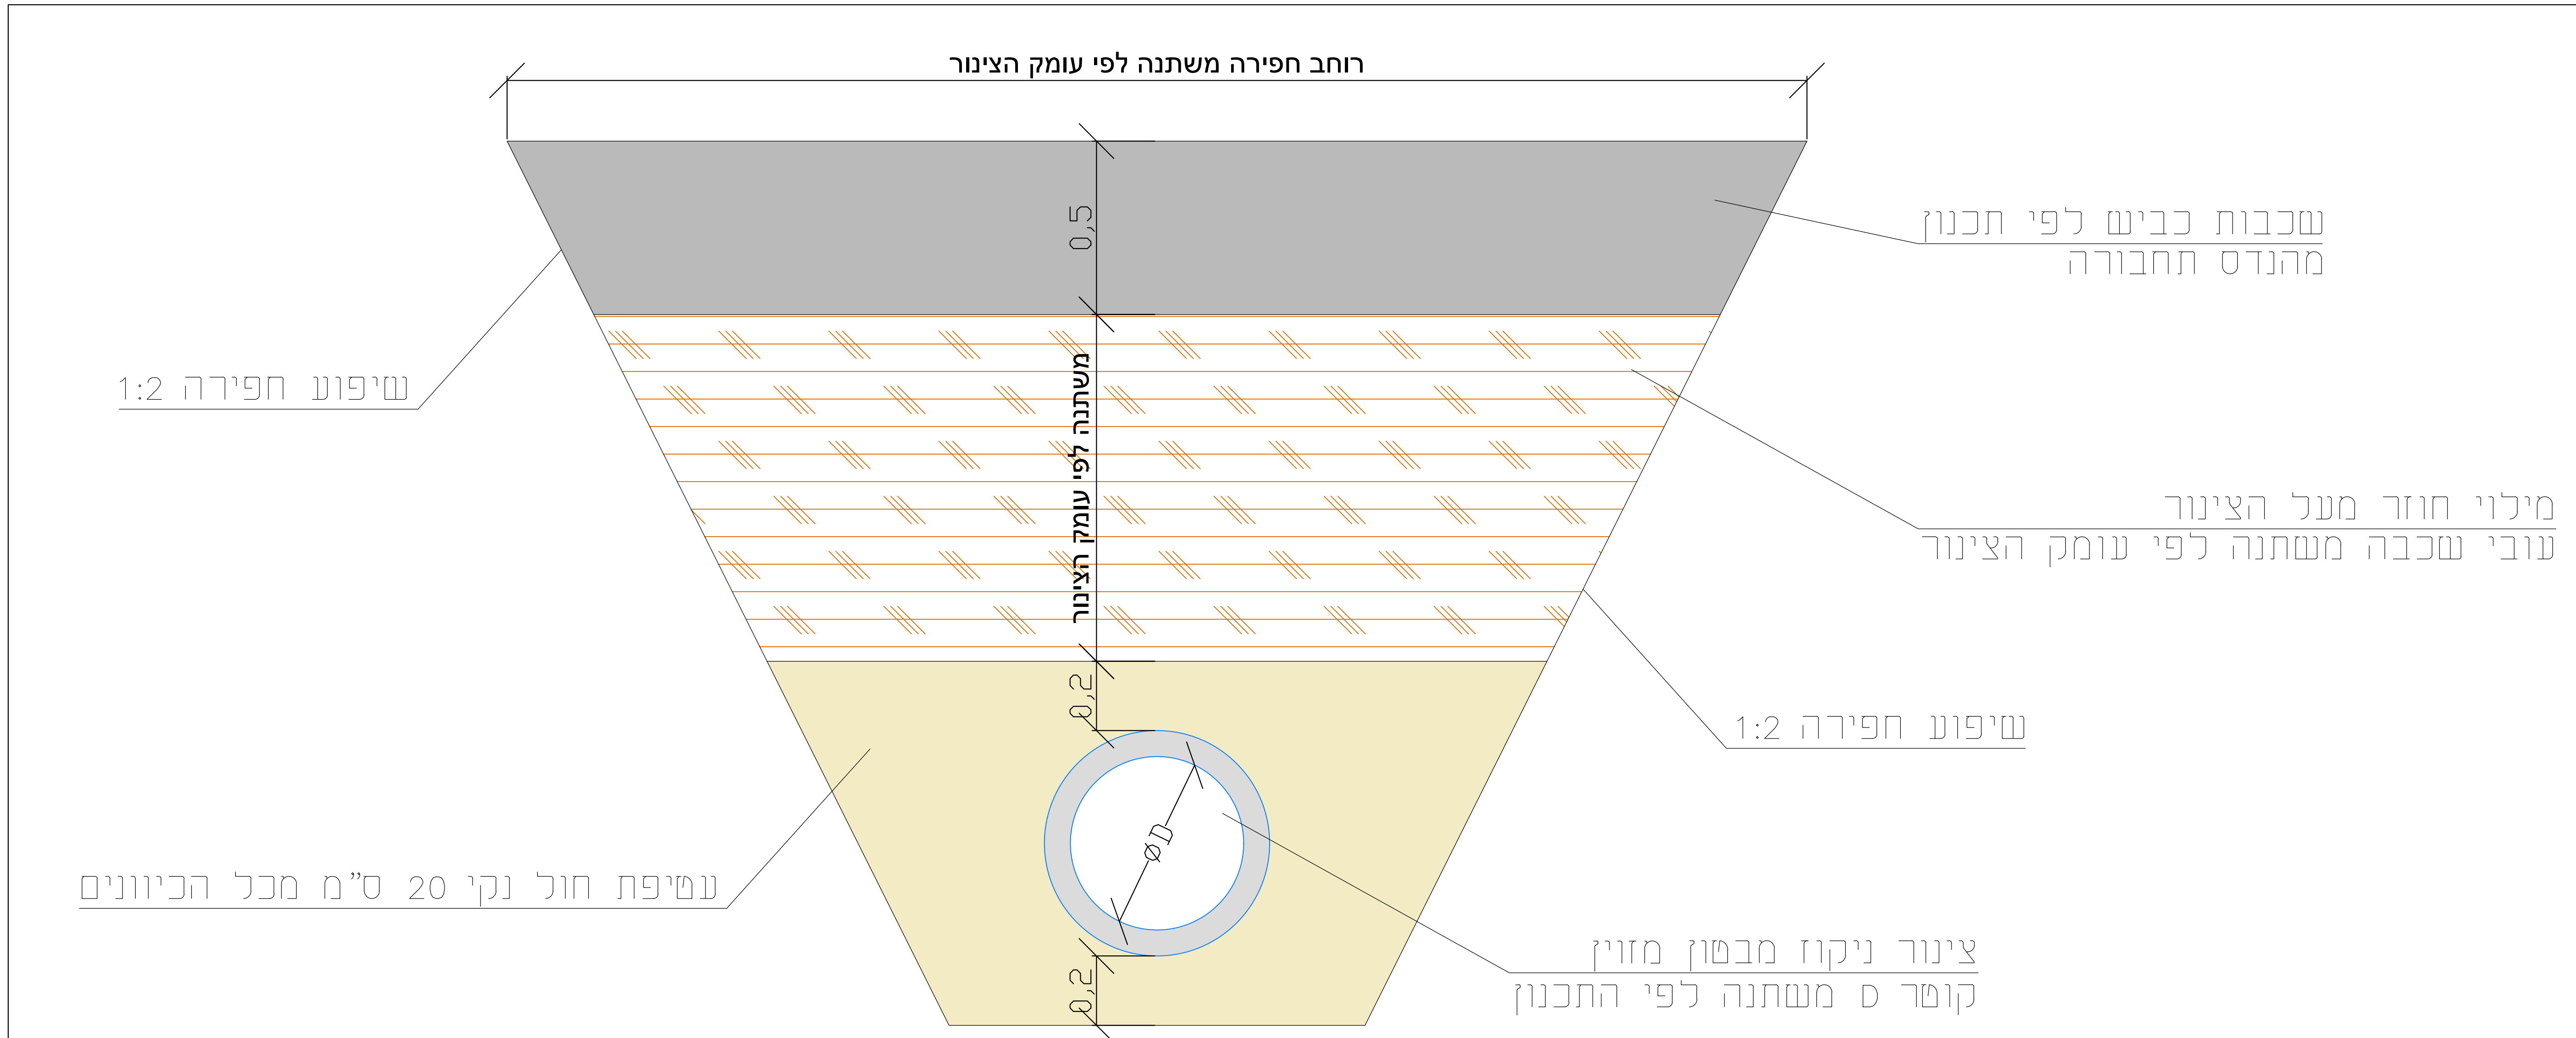 רוחב חפירה משתנה לפי עומק הצינור
0,5
שכבות כביש לפי תכנון
מהנדס תחבורה
שיפוע חפירה 1:2
משתנה לפי עומק הצינור
מילוי חוזר מעל הצינור
עובי שכבה משתנה לפי עומק הצינור
0,2
שיפוע חפירה 1:2
ØD
עטיפת חול נקי 20 ס"מ מכל הכיוונים
צינור ניקוז מבטון מזוין
קוטר D משתנה לפי התכנון
0,2